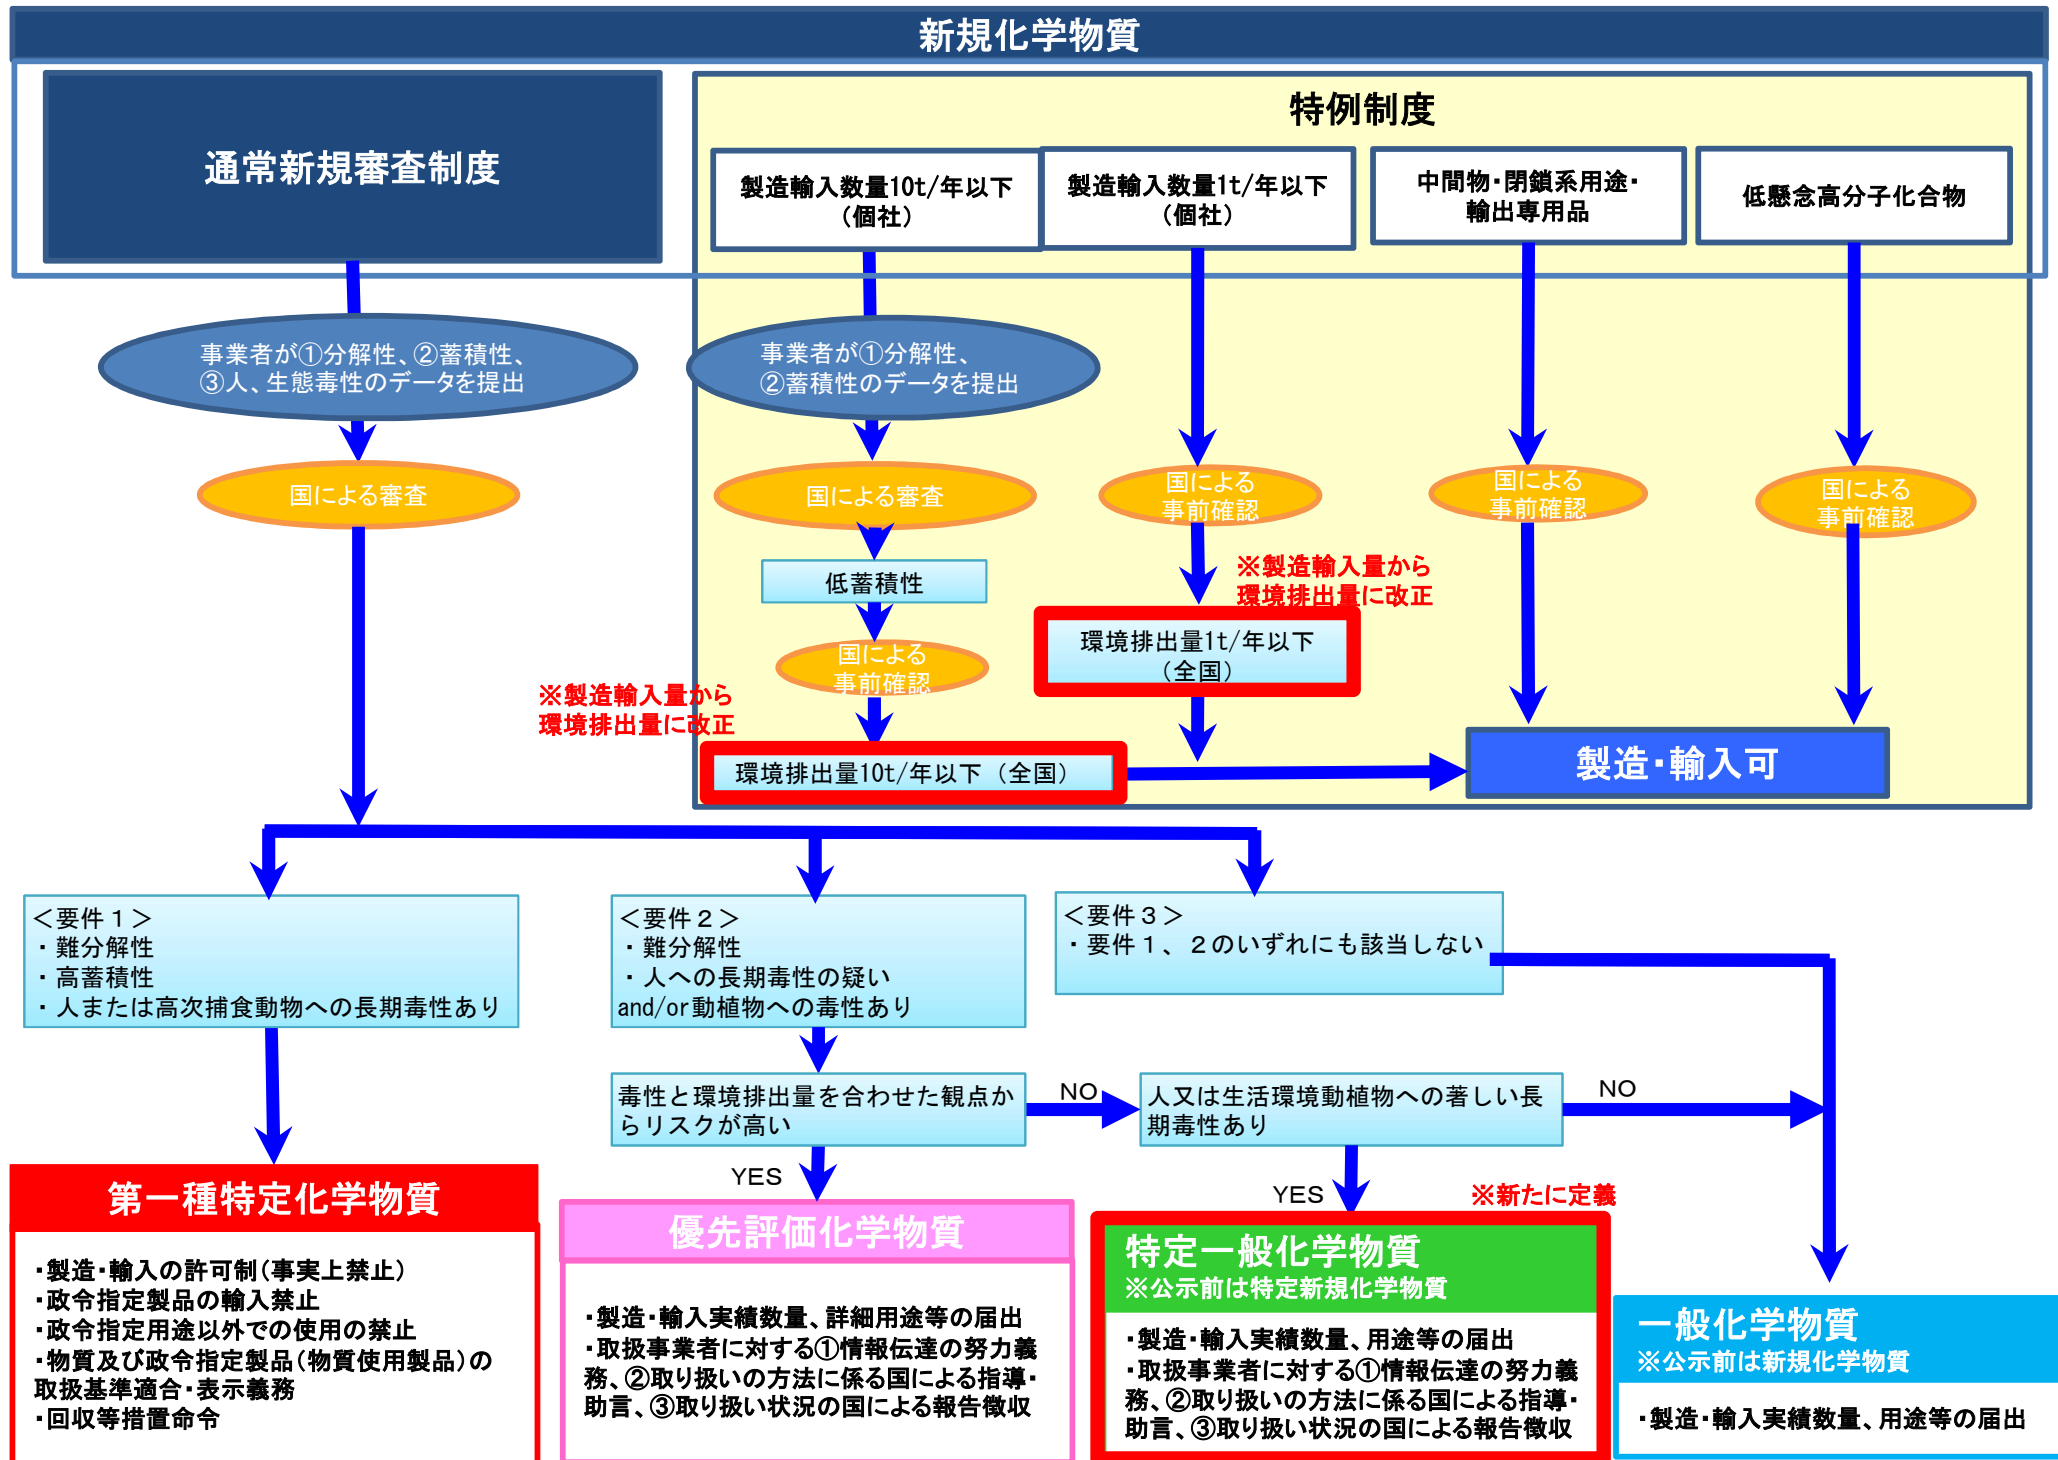 新規化学物質
通常新規審査制度
特例制度
製造輸入数量10t/年以下
（個社）
製造輸入数量1t/年以下
（個社）
中間物・閉鎖系用途・
輸出専用品
低懸念高分子化合物
事業者が①分解性、②蓄積性、
③人、生態毒性のデータを提出
事業者が①分解性、
②蓄積性のデータを提出
国による審査
国による審査
国による
事前確認
国による
事前確認
国による
事前確認
低蓄積性
※製造輸入量から
環境排出量に改正
環境排出量1t/年以下
（全国）
国による
事前確認
※製造輸入量から
環境排出量に改正
環境排出量10t/年以下（全国）
製造・輸入可
＜要件１＞
・難分解性
・高蓄積性
・人または高次捕食動物への長期毒性あり
＜要件２＞
・難分解性
・人への長期毒性の疑い
and/or動植物への毒性あり
＜要件３＞
・要件１、２のいずれにも該当しない
毒性と環境排出量を合わせた観点か
らリスクが高い
NO
人又は生活環境動植物への著しい長
期毒性あり
NO
YES
YES
※新たに定義
第一種特定化学物質
・製造・輸入の許可制（事実上禁止）
・政令指定製品の輸入禁止
・政令指定用途以外での使用の禁止
・物質及び政令指定製品（物質使用製品）の
取扱基準適合・表示義務
・回収等措置命令
優先評価化学物質
・製造・輸入実績数量、詳細用途等の届出
・取扱事業者に対する①情報伝達の努力義
務、②取り扱いの方法に係る国による指導・
助言、③取り扱い状況の国による報告徴収
特定一般化学物質
※公示前は特定新規化学物質
・製造・輸入実績数量、用途等の届出
・取扱事業者に対する①情報伝達の努力義
務、②取り扱いの方法に係る国による指導・
助言、③取り扱い状況の国による報告徴収
一般化学物質
※公示前は新規化学物質
・製造・輸入実績数量、用途等の届出